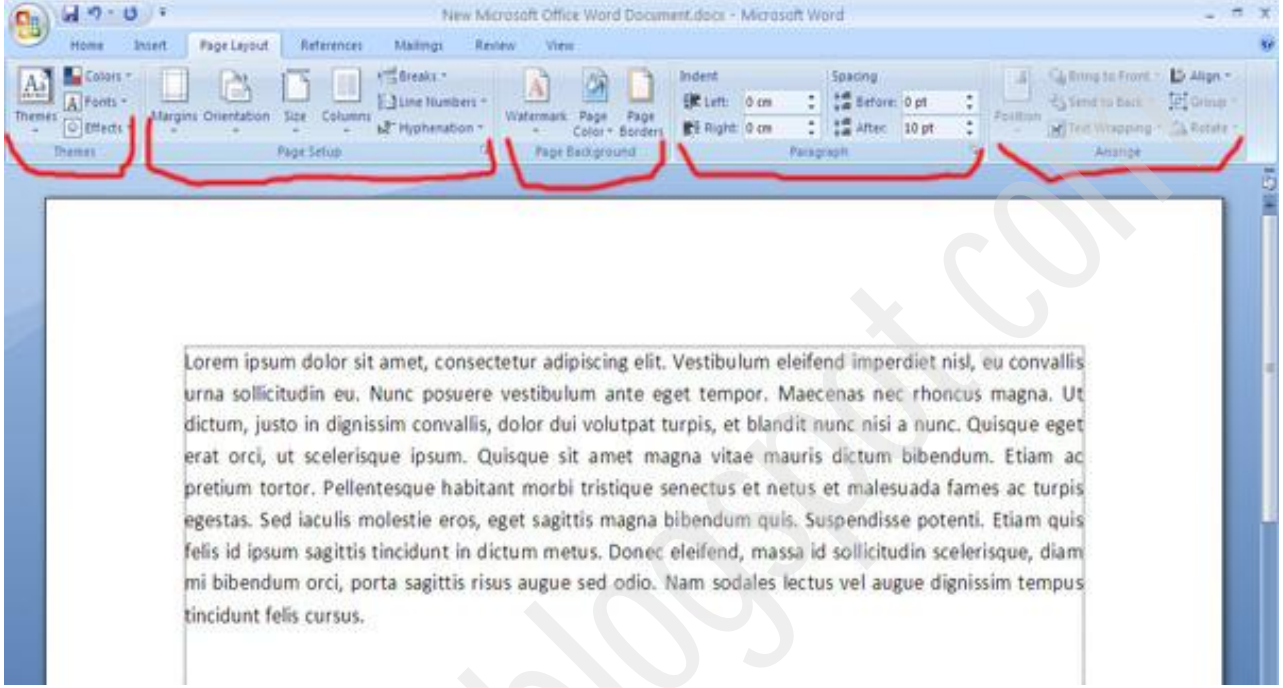 New Microsoft Office Word Document.docx - Microsoft Word
Home Insert Page Layout References Mailings Review View
Themes
Colors
Fonts
Effects
Themes
Margins Orientation Size Columns
Breaks
Line Numbers
Hyphenation
Page Setup
Watermark Page Color Page Borders
Page Background
Indent
Left: 0 cm
Right: 0 cm
Spacing
Before: 0 pt
After: 10 pt
Paragraph
Position
Bring to Front
Send to Back
Text Wrapping
Align
Group
Rotate
Arrange
Lorem ipsum dolor sit amet, consectetur adipiscing elit. Vestibulum eleifend imperdiet nisl, eu convallis
urna sollicitudin eu. Nunc posuere vestibulum ante eget tempor. Maecenas nec rhoncus magna. Ut
dictum, justo in dignissim convallis, dolor dui volutpat turpis, et blandit nunc nisi a nunc. Quisque eget
erat orci, ut scelerisque ipsum. Quisque sit amet magna vitae mauris dictum bibendum. Etiam ac
pretium tortor. Pellentesque habitant morbi tristique senectus et netus et malesuada fames ac turpis
egestas. Sed iaculis molestie eros, eget sagittis magna bibendum quis. Suspendisse potenti. Etiam quis
felis id ipsum sagittis tincidunt in dictum metus. Donec eleifend, massa id sollicitudin scelerisque, diam
mi bibendum orci, porta sagittis risus augue sed odio. Nam sodales lectus vel augue dignissim tempus
tincidunt felis cursus.
blogspot.com